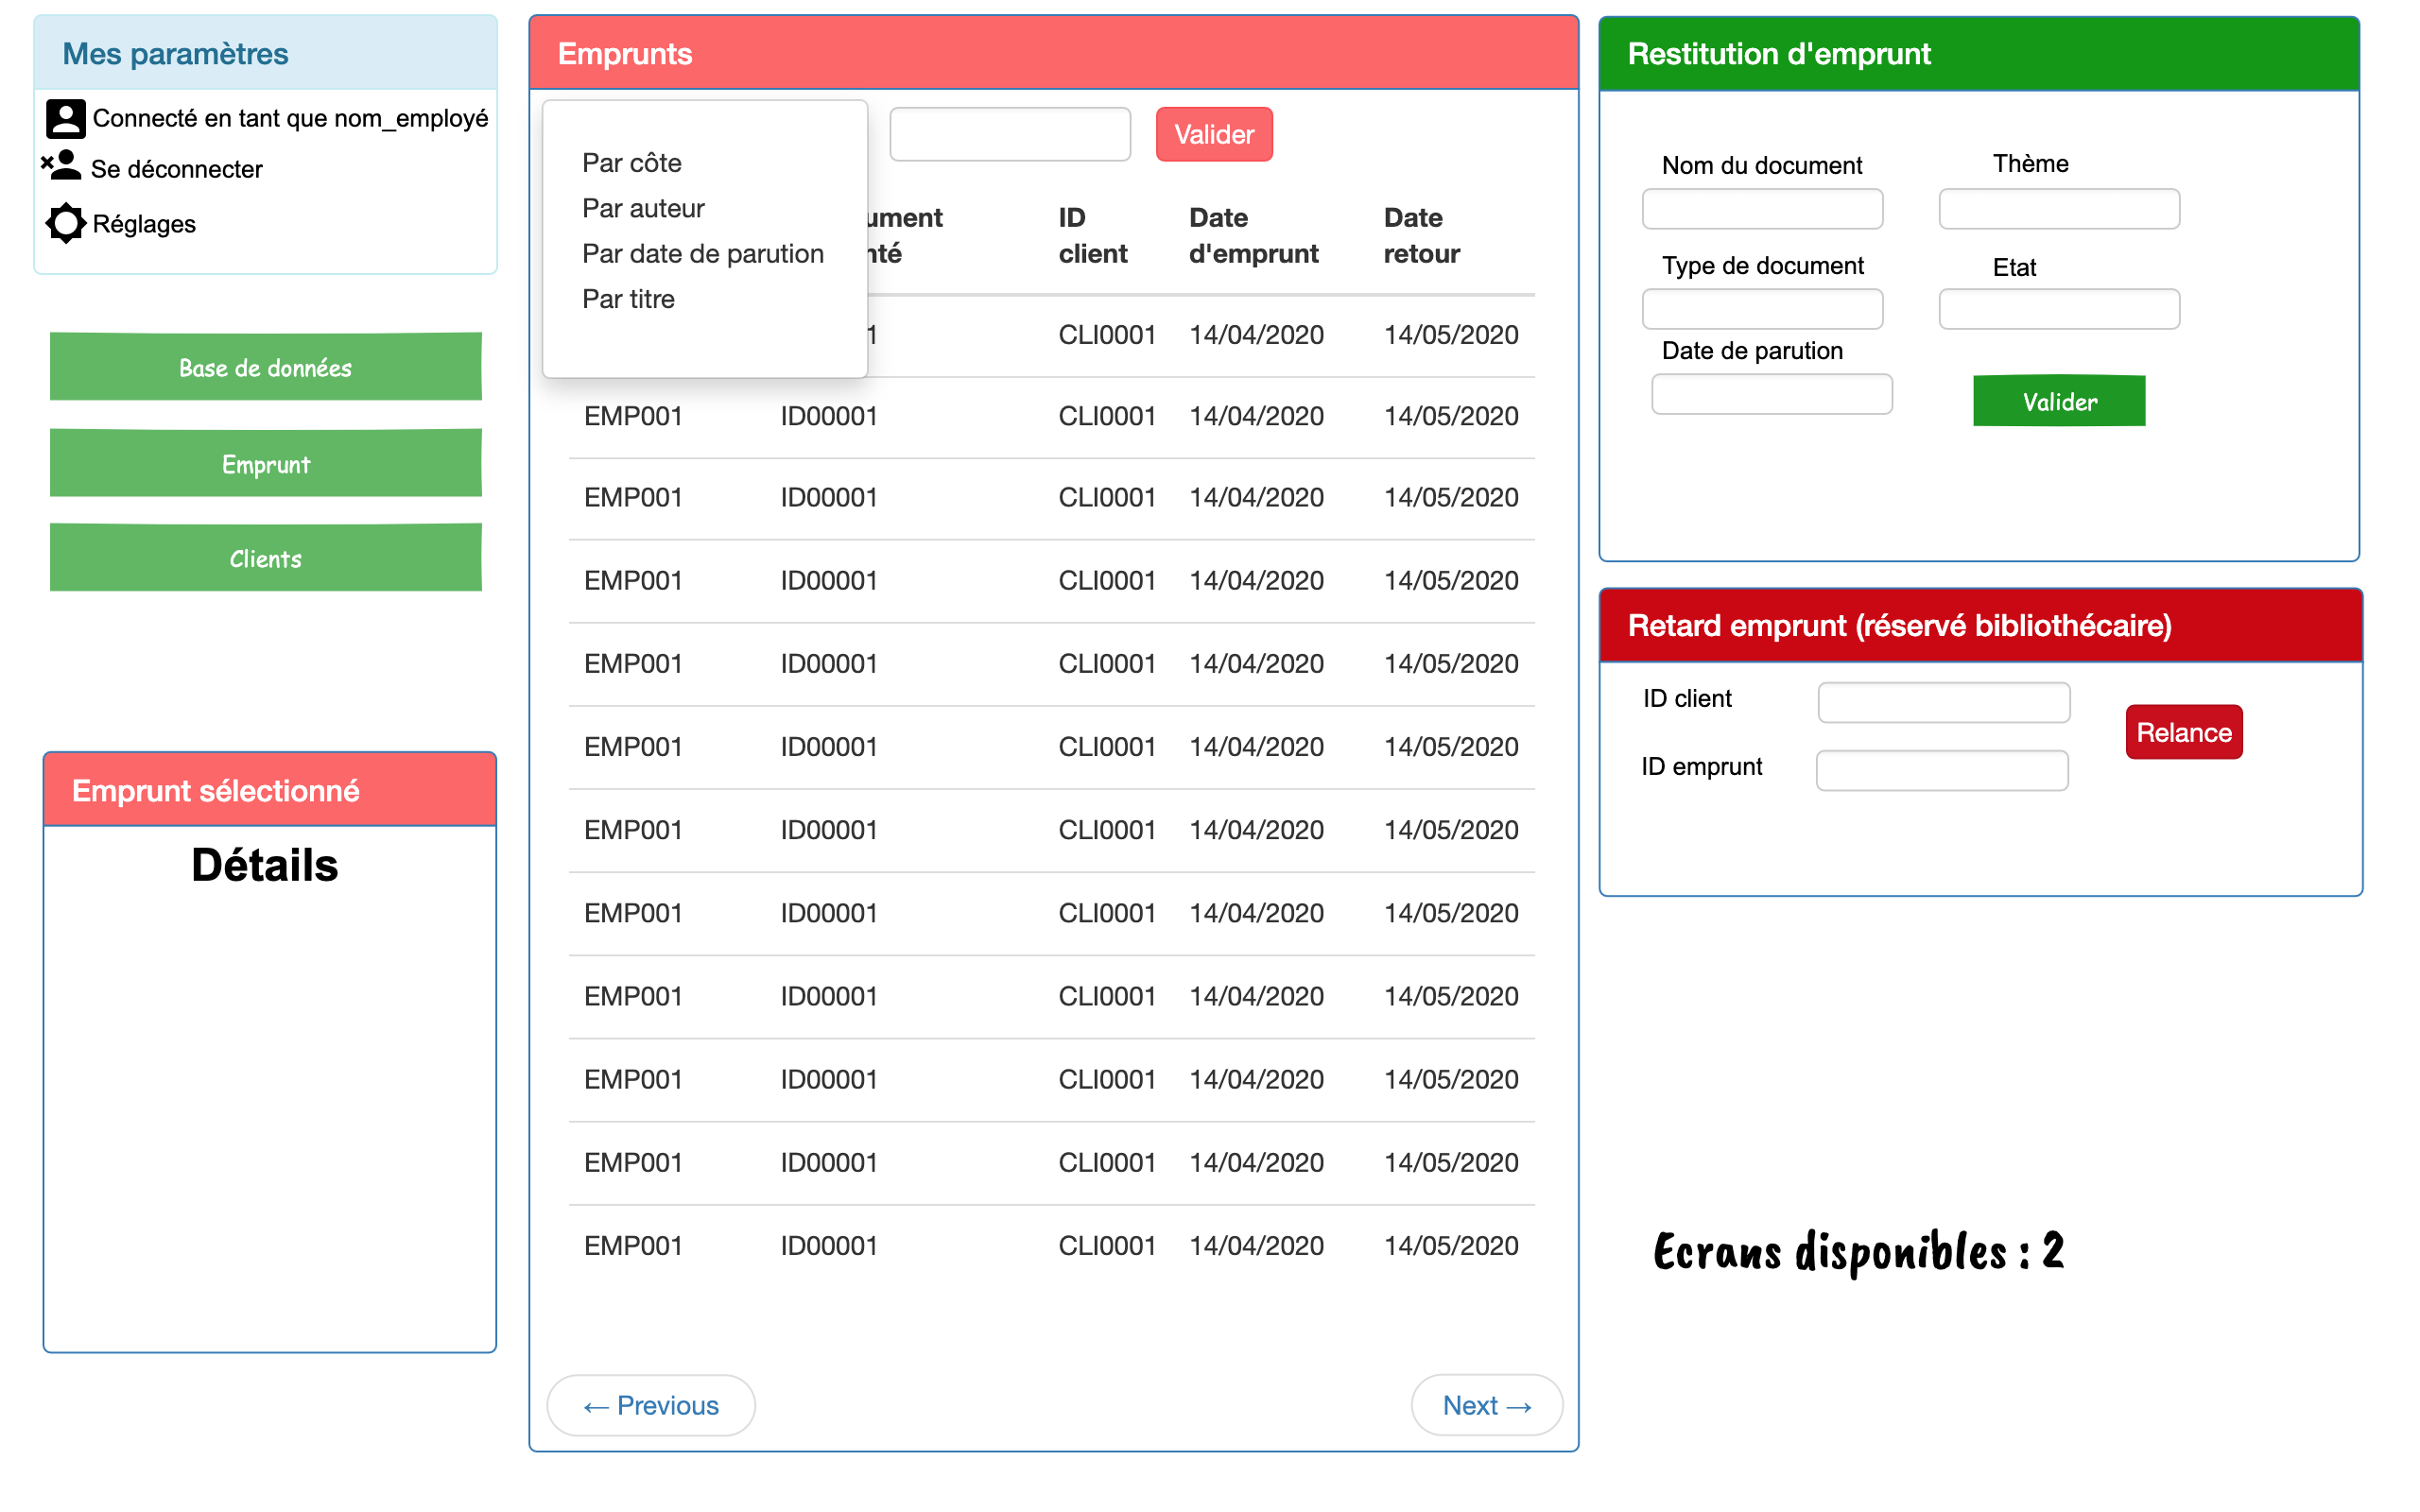 Mes paramètres
Connecté en tant que nom_employé
Se déconnecter
Réglages
Base de données
Emprunt
Clients
Emprunt sélectionné
Détails
Emprunts
Par côte
Par auteur
Par date de parution
Par titre
Valider
ID client Date d'emprunt Date retour
CLI0001 14/04/2020 14/05/2020
EMP001 ID00001 CLI0001 14/04/2020 14/05/2020
EMP001 ID00001 CLI0001 14/04/2020 14/05/2020
EMP001 ID00001 CLI0001 14/04/2020 14/05/2020
EMP001 ID00001 CLI0001 14/04/2020 14/05/2020
EMP001 ID00001 CLI0001 14/04/2020 14/05/2020
EMP001 ID00001 CLI0001 14/04/2020 14/05/2020
EMP001 ID00001 CLI0001 14/04/2020 14/05/2020
EMP001 ID00001 CLI0001 14/04/2020 14/05/2020
EMP001 ID00001 CLI0001 14/04/2020 14/05/2020
EMP001 ID00001 CLI0001 14/04/2020 14/05/2020
EMP001 ID00001 CLI0001 14/04/2020 14/05/2020
← Previous
Next →
Restitution d'emprunt
Nom du document
Thème
Type de document
Etat
Date de parution
Valider
Retard emprunt (réservé bibliothécaire)
ID client
ID emprunt
Relance
Ecrans disponibles : 2